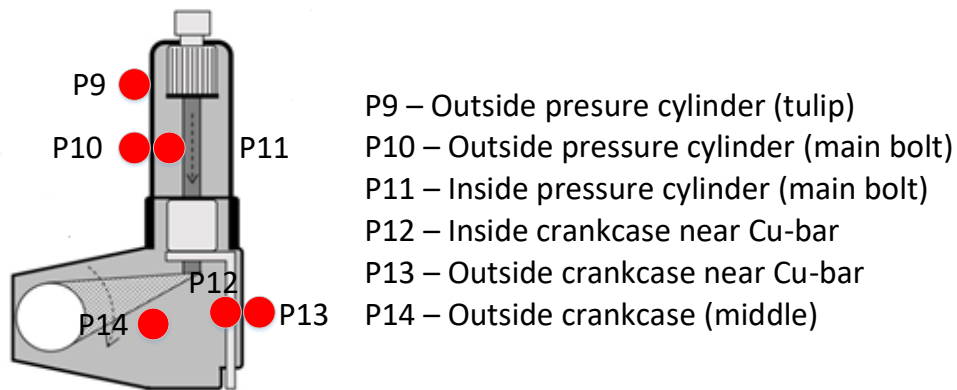 P9
P10
P11
P12
P13
P14
P9 – Outside presure cylinder (tulip)
P10 – Outside pressure cylinder (main bolt)
P11 – Inside pressure cylinder (main bolt)
P12 – Inside crankcase near Cu-bar
P13 – Outside crankcase near Cu-bar
P14 – Outside crankcase (middle)